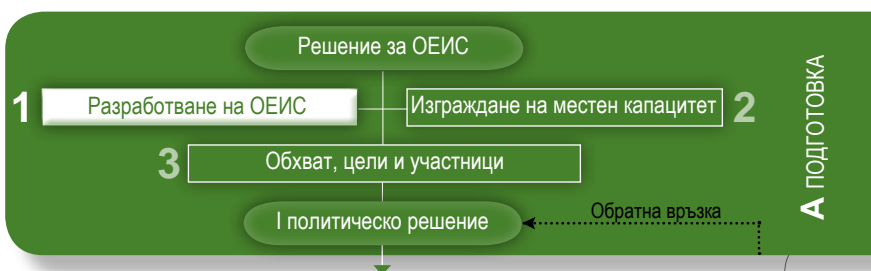 Решение за ОЕИС
1 Разработване на ОЕИС
Изграждане на местен капацитет 2
3 Обхват, цели и участници
I политическо решение
Обратна връзка
А ПОДГОТОВКА